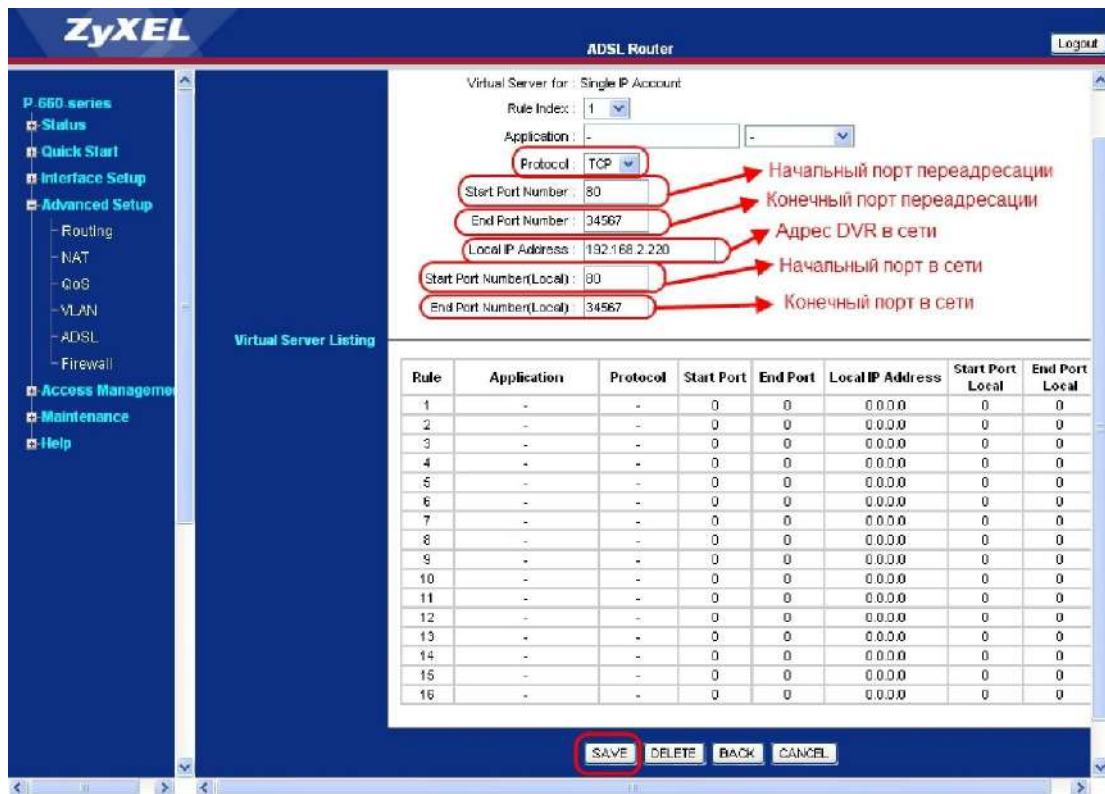 ZyXEL
ADSL Router
Logout
P-660-series
Status
Quick Start
Interface Setup
Advanced Setup
Routing
NAT
QoS
VLAN
ADSL
Firewall
Access Managemen
Maintenance
Help
Virtual Server Listing
Virtual Server for : Single IP Account
Rule Index : 1
Application : - -
Protocol : TCP
Start Port Number : 80 Начальный порт переадресации
End Port Number : 34567 Конечный порт переадресации
Local IP Address : 192.168.2.220 Адрес DVR в сети
Start Port Number(Local) : 80 Начальный порт в сети
End Port Number(Local) : 34567 Конечный порт в сети
Rule Application Protocol Start Port End Port Local IP Address Start Port Local End Port Local
1 - - 0 0 0.0.0.0 0 0
2 - - 0 0 0.0.0.0 0 0
3 - - 0 0 0.0.0.0 0 0
4 - - 0 0 0.0.0.0 0 0
5 - - 0 0 0.0.0.0 0 0
6 - - 0 0 0.0.0.0 0 0
7 - - 0 0 0.0.0.0 0 0
8 - - 0 0 0.0.0.0 0 0
9 - - 0 0 0.0.0.0 0 0
10 - - 0 0 0.0.0.0 0 0
11 - - 0 0 0.0.0.0 0 0
12 - - 0 0 0.0.0.0 0 0
13 - - 0 0 0.0.0.0 0 0
14 - - 0 0 0.0.0.0 0 0
15 - - 0 0 0.0.0.0 0 0
16 - - 0 0 0.0.0.0 0 0
SAVE DELETE BACK CANCEL